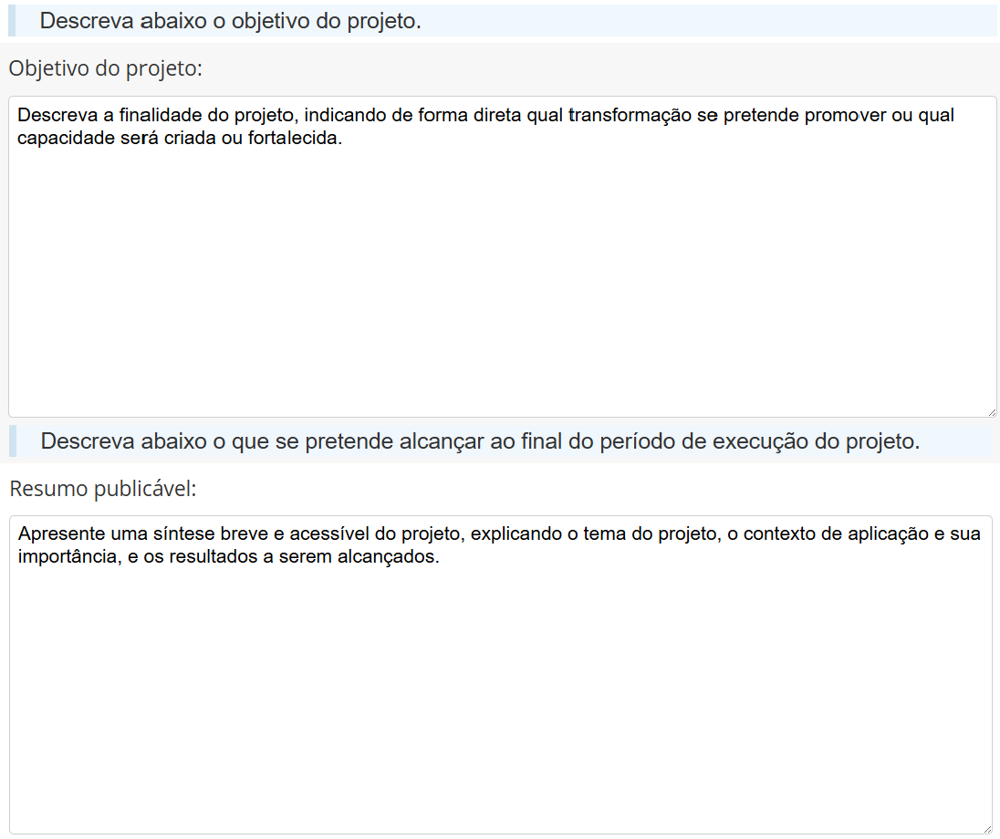 Descreva abaixo o objetivo do projeto.
Objetivo do projeto:
Descreva a finalidade do projeto, indicando de forma direta qual transformação se pretende promover ou qual
capacidade será criada ou fortalecida.
Descreva abaixo o que se pretende alcançar ao final do período de execução do projeto.
Resumo publicável:
Apresente uma síntese breve e acessível do projeto, explicando o tema do projeto, o contexto de aplicação e sua
importância, e os resultados a serem alcançados.